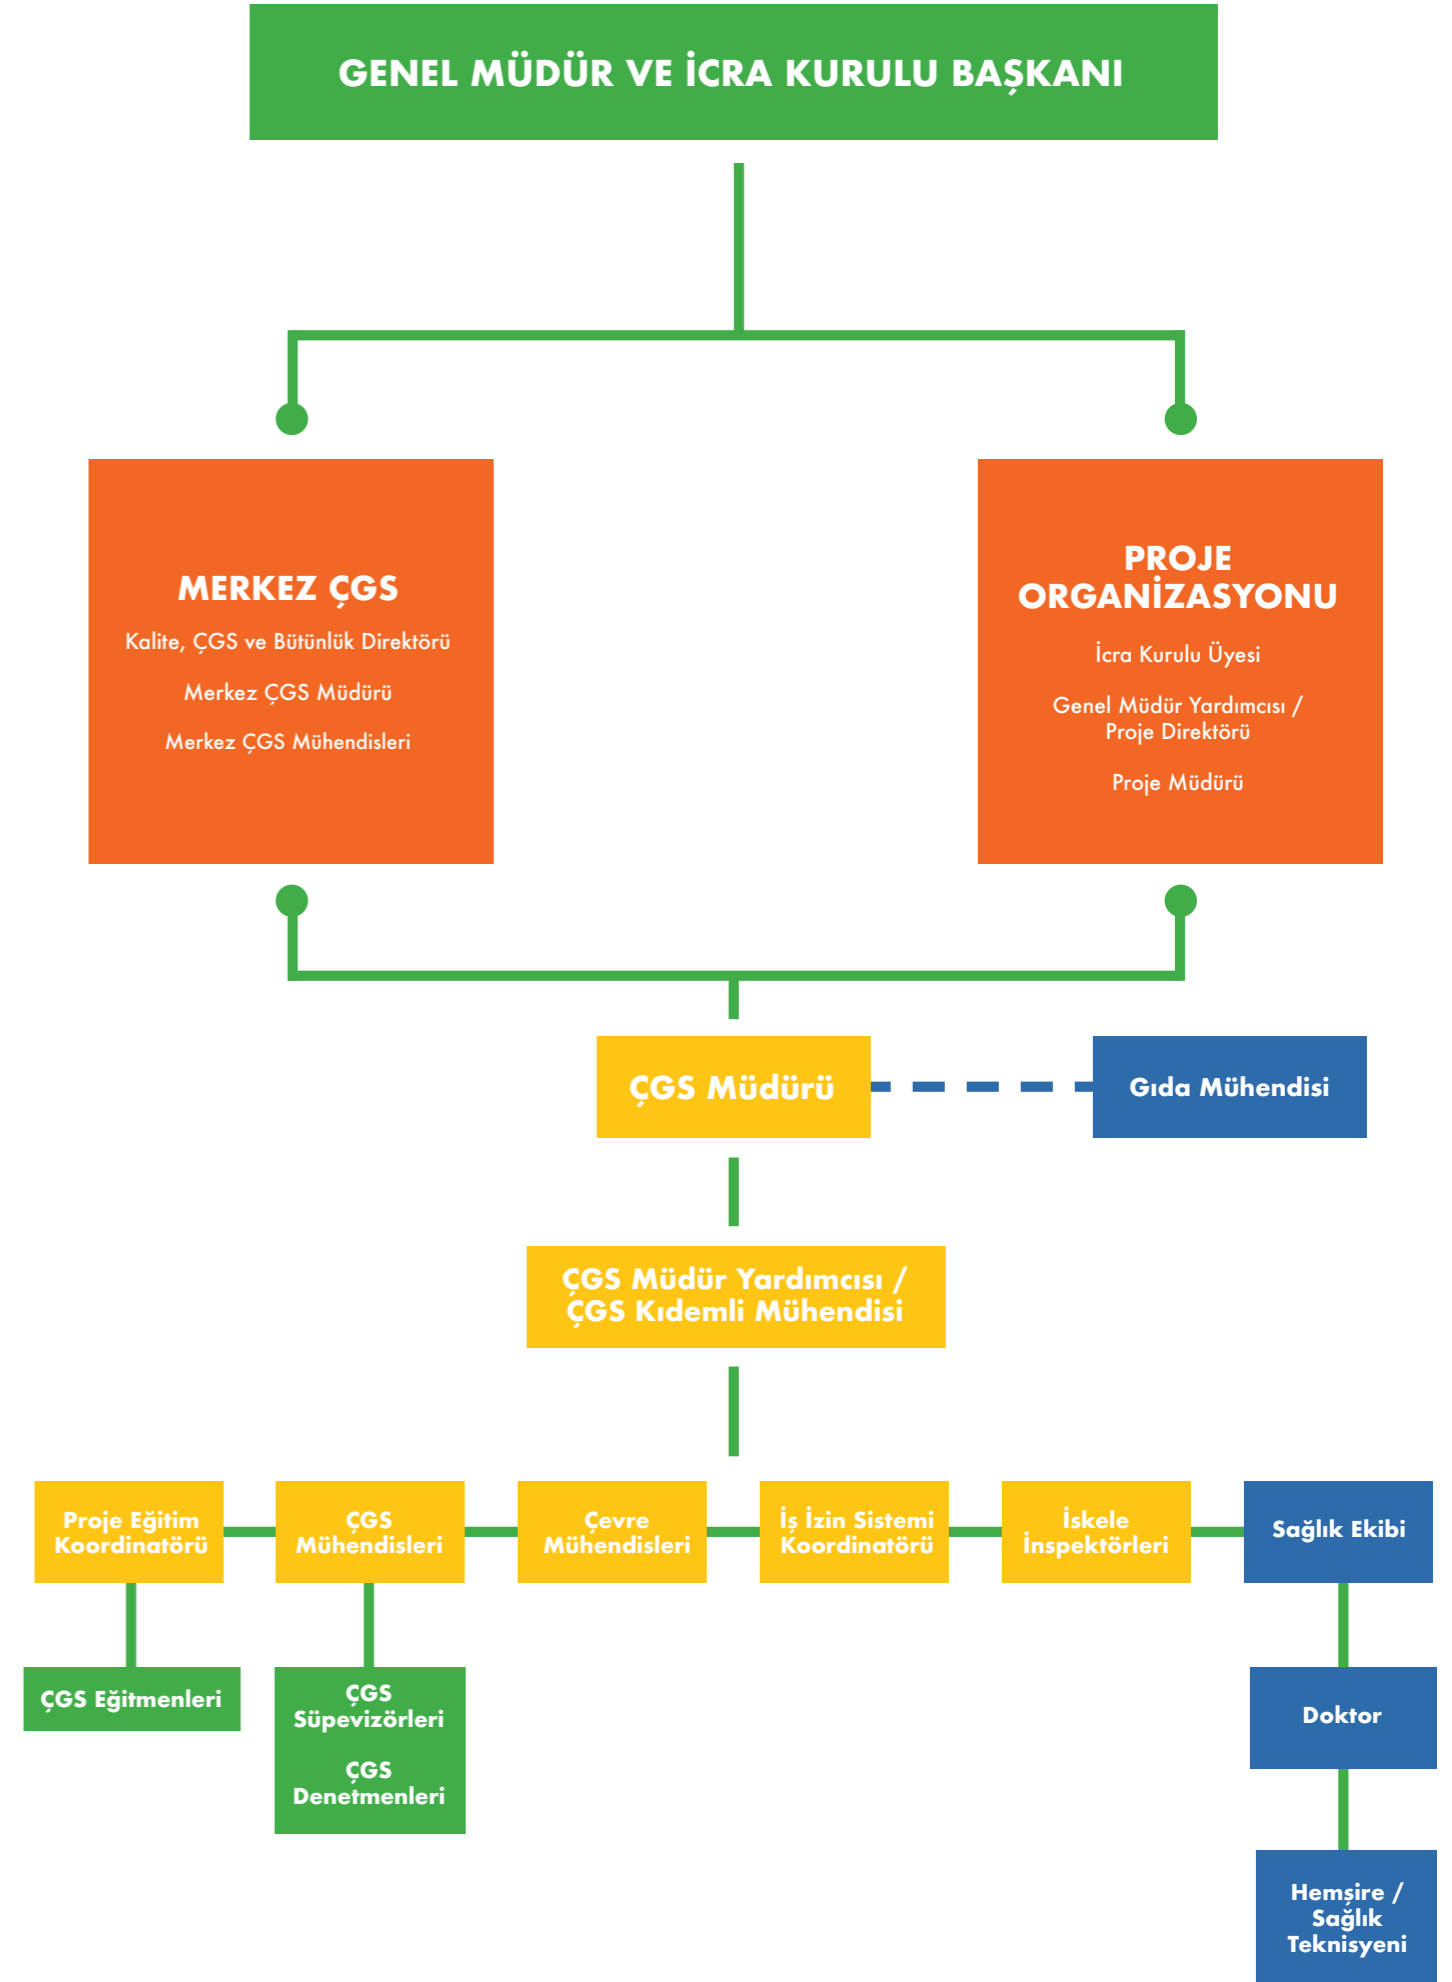 GENEL MÜDÜR VE İCRA KURULU BAŞKANI
MERKEZ ÇGS
Kalite, ÇGS ve Bütünlük Direktörü
Merkez ÇGS Müdürü
Merkez ÇGS Mühendisleri
PROJE
ORGANİZASYONU
İcra Kurulu Üyesi
Genel Müdür Yardımcısı /
Proje Direktörü
Proje Müdürü
ÇGS Müdürü
Gıda Mühendisi
ÇGS Müdür Yardımcısı /
ÇGS Kıdemli Mühendisi
Proje Eğitim
Koordinatörü
ÇGS
Mühendisleri
Çevre
Mühendisleri
İş İzin Sistemi
Koordinatörü
İskele
İnspektörleri
Sağlık Ekibi
ÇGS Eğitmenleri
ÇGS
Süpevizörleri
ÇGS
Denetmenleri
Doktor
Hemşire /
Sağlık
Teknisyeni